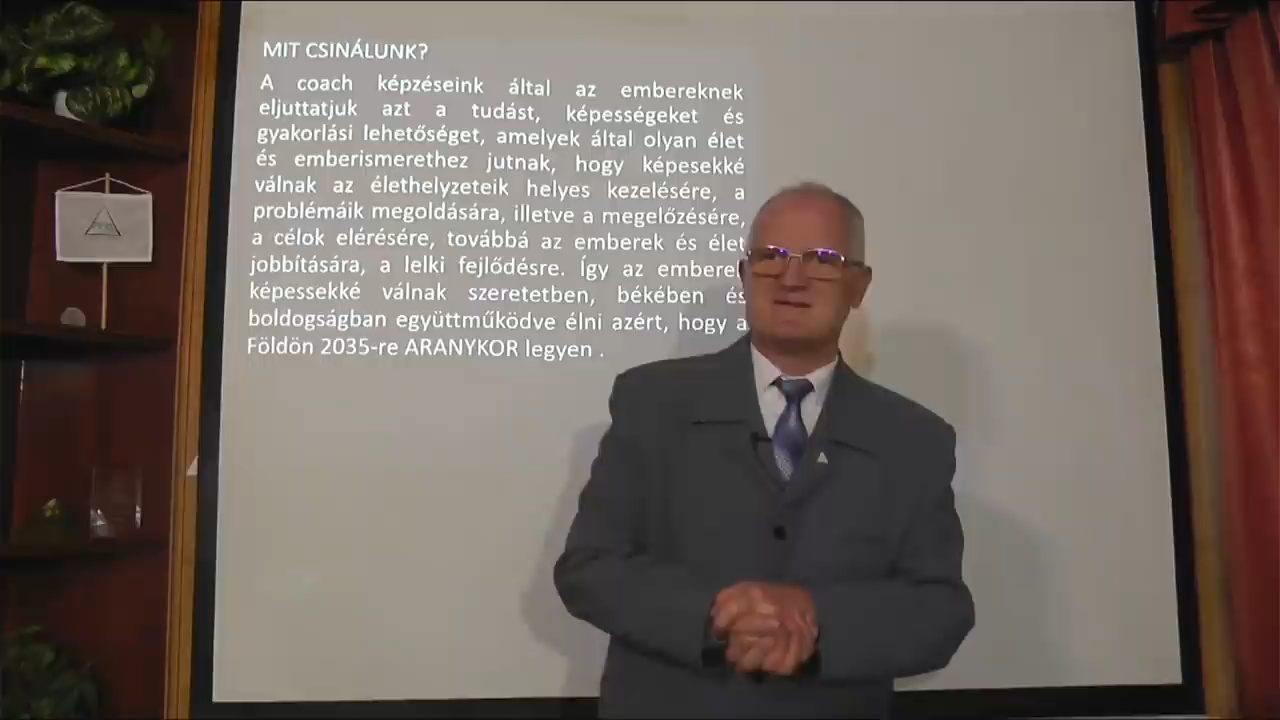 MIT CSINÁLUNK?
A coach képzéseink által az embereknek
eljuttatjuk azt a tudást, képességeket és
gyakorlási lehetőséget, amelyek által olyan élet
és emberismerethez jutnak, hogy képesekké
válnak az élethelyzeteik helyes kezelésére, a
problémáik megoldására, illetve a megelőzésére,
a célok elérésére, továbbá az emberek és élet
jobbítására, a lelki fejlődésre. Így az embere
képessekké válnak szeretetben, békében és
boldogságban együttműködve élni azért, hogy a
Földön 2035-re ARANYKOR legyen .